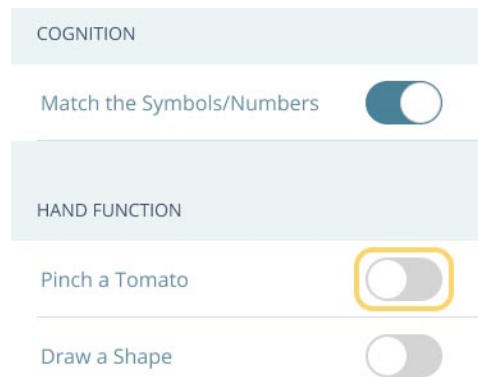 COGNITION
Match the Symbols/Numbers
HAND FUNCTION
Pinch a Tomato
Draw a Shape